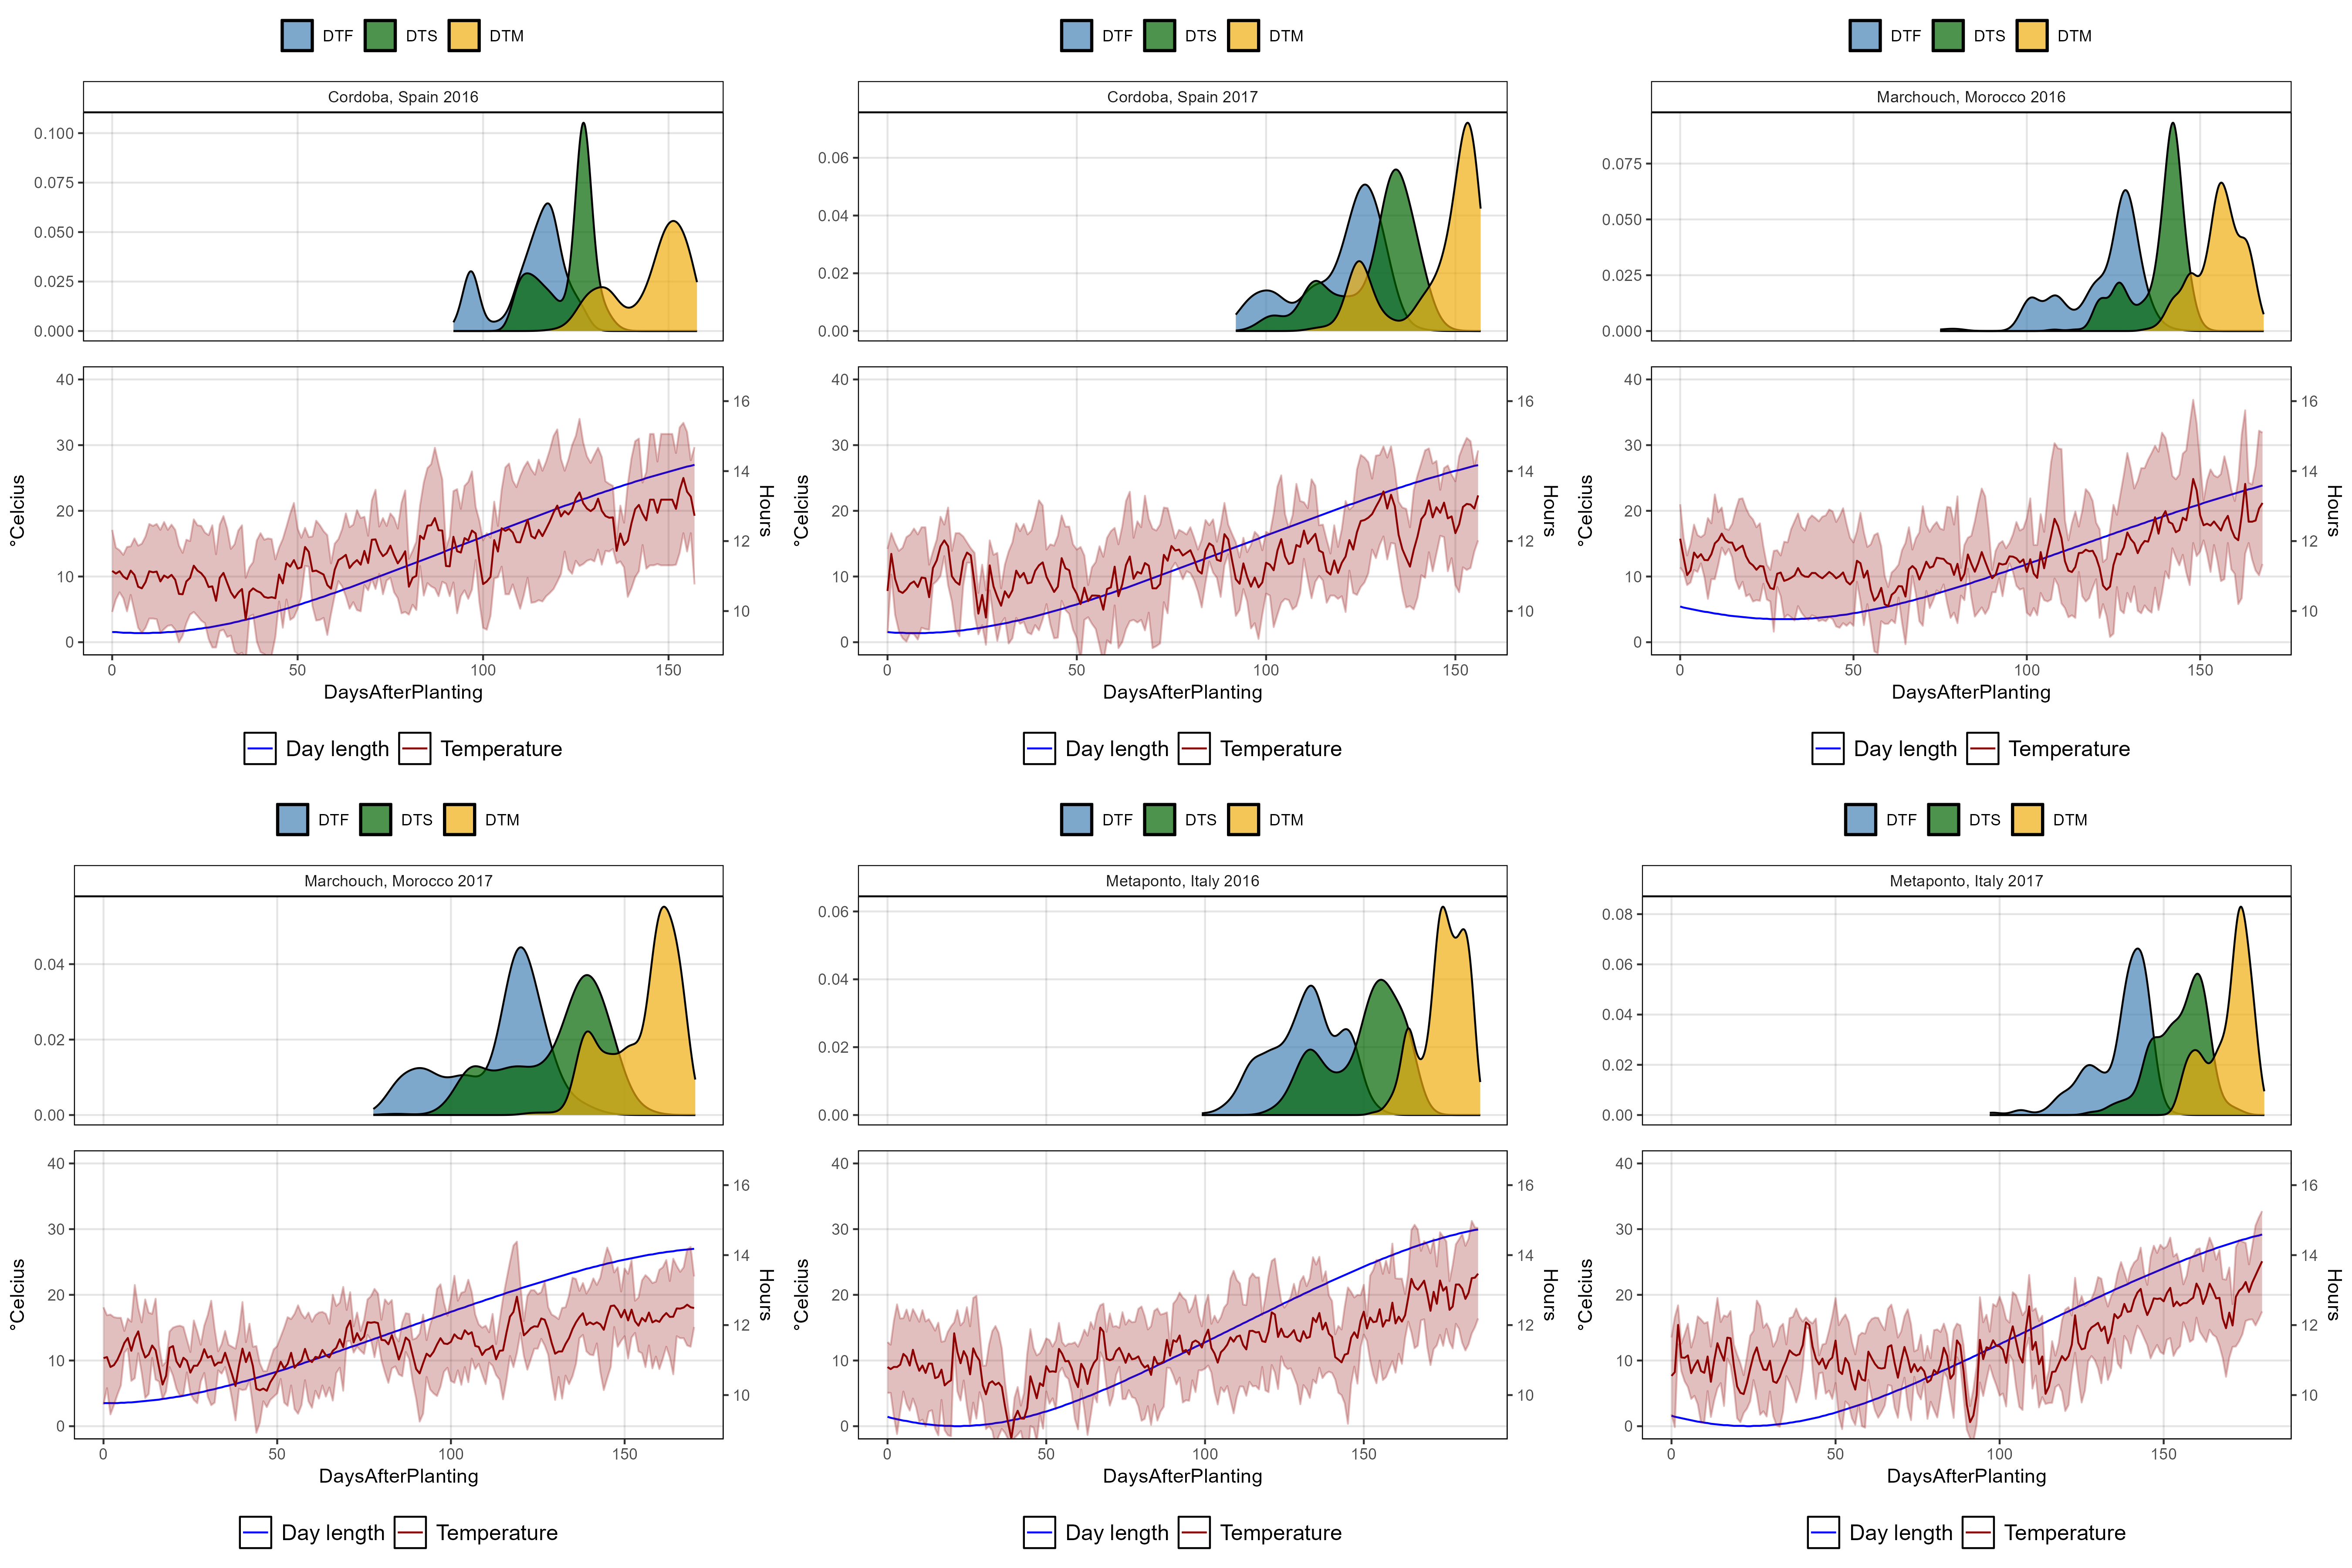 DTF DTS DTM
DTF DTS DTM
DTF DTS DTM
Cordoba, Spain 2016
0.100
0.075
0.050
0.025
0.000
40
30
20
10
0
°Celcius
16
14
12
10
Hours
0 50 100 150
DaysAfterPlanting
Day length Temperature
Cordoba, Spain 2017
0.06
0.04
0.02
0.00
40
30
20
10
0
°Celcius
16
14
12
10
Hours
0 50 100 150
DaysAfterPlanting
Day length Temperature
Marchouch, Morocco 2016
0.075
0.050
0.025
0.000
40
30
20
10
0
°Celcius
16
14
12
10
Hours
0 50 100 150
DaysAfterPlanting
Day length Temperature
DTF DTS DTM
DTF DTS DTM
DTF DTS DTM
Marchouch, Morocco 2017
0.04
0.02
0.00
40
30
20
10
0
°Celcius
16
14
12
10
Hours
0 50 100 150
DaysAfterPlanting
Day length Temperature
Metaponto, Italy 2016
0.06
0.04
0.02
0.00
40
30
20
10
0
°Celcius
16
14
12
10
Hours
0 50 100 150
DaysAfterPlanting
Day length Temperature
Metaponto, Italy 2017
0.08
0.06
0.04
0.02
0.00
40
30
20
10
0
°Celcius
16
14
12
10
Hours
0 50 100 150
DaysAfterPlanting
Day length Temperature